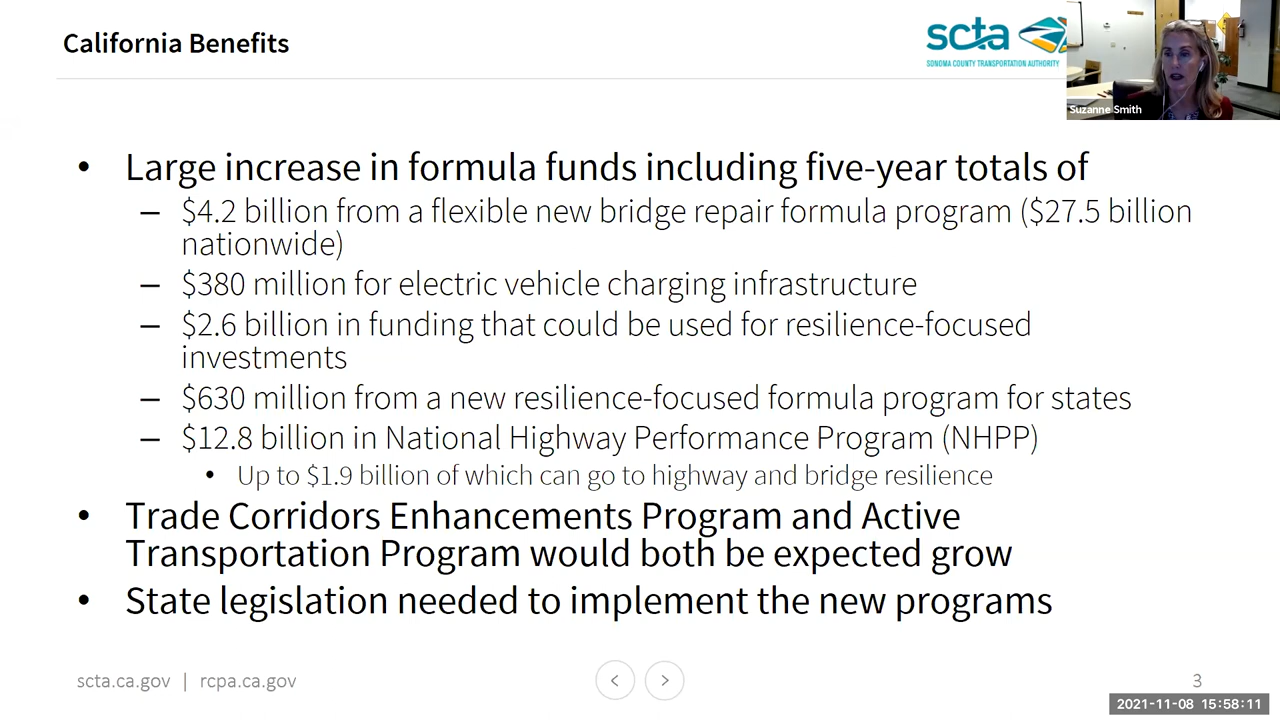 California Benefits
scta
SONOMA COUNTY TRANSPORTATION AUTHORITY
Suzanne Smith
• Large increase in formula funds including five-year totals of
– $4.2 billion from a flexible new bridge repair formula program ($27.5 billion
nationwide)
– $380 million for electric vehicle charging infrastructure
– $2.6 billion in funding that could be used for resilience-focused
investments
– $630 million from a new resilience-focused formula program for states
– $12.8 billion in National Highway Performance Program (NHPP)
• Up to $1.9 billion of which can go to highway and bridge resilience
• Trade Corridors Enhancements Program and Active
Transportation Program would both be expected grow
• State legislation needed to implement the new programs
scta.ca.gov | rcpa.ca.gov
3
2021-11-08 15:58:11